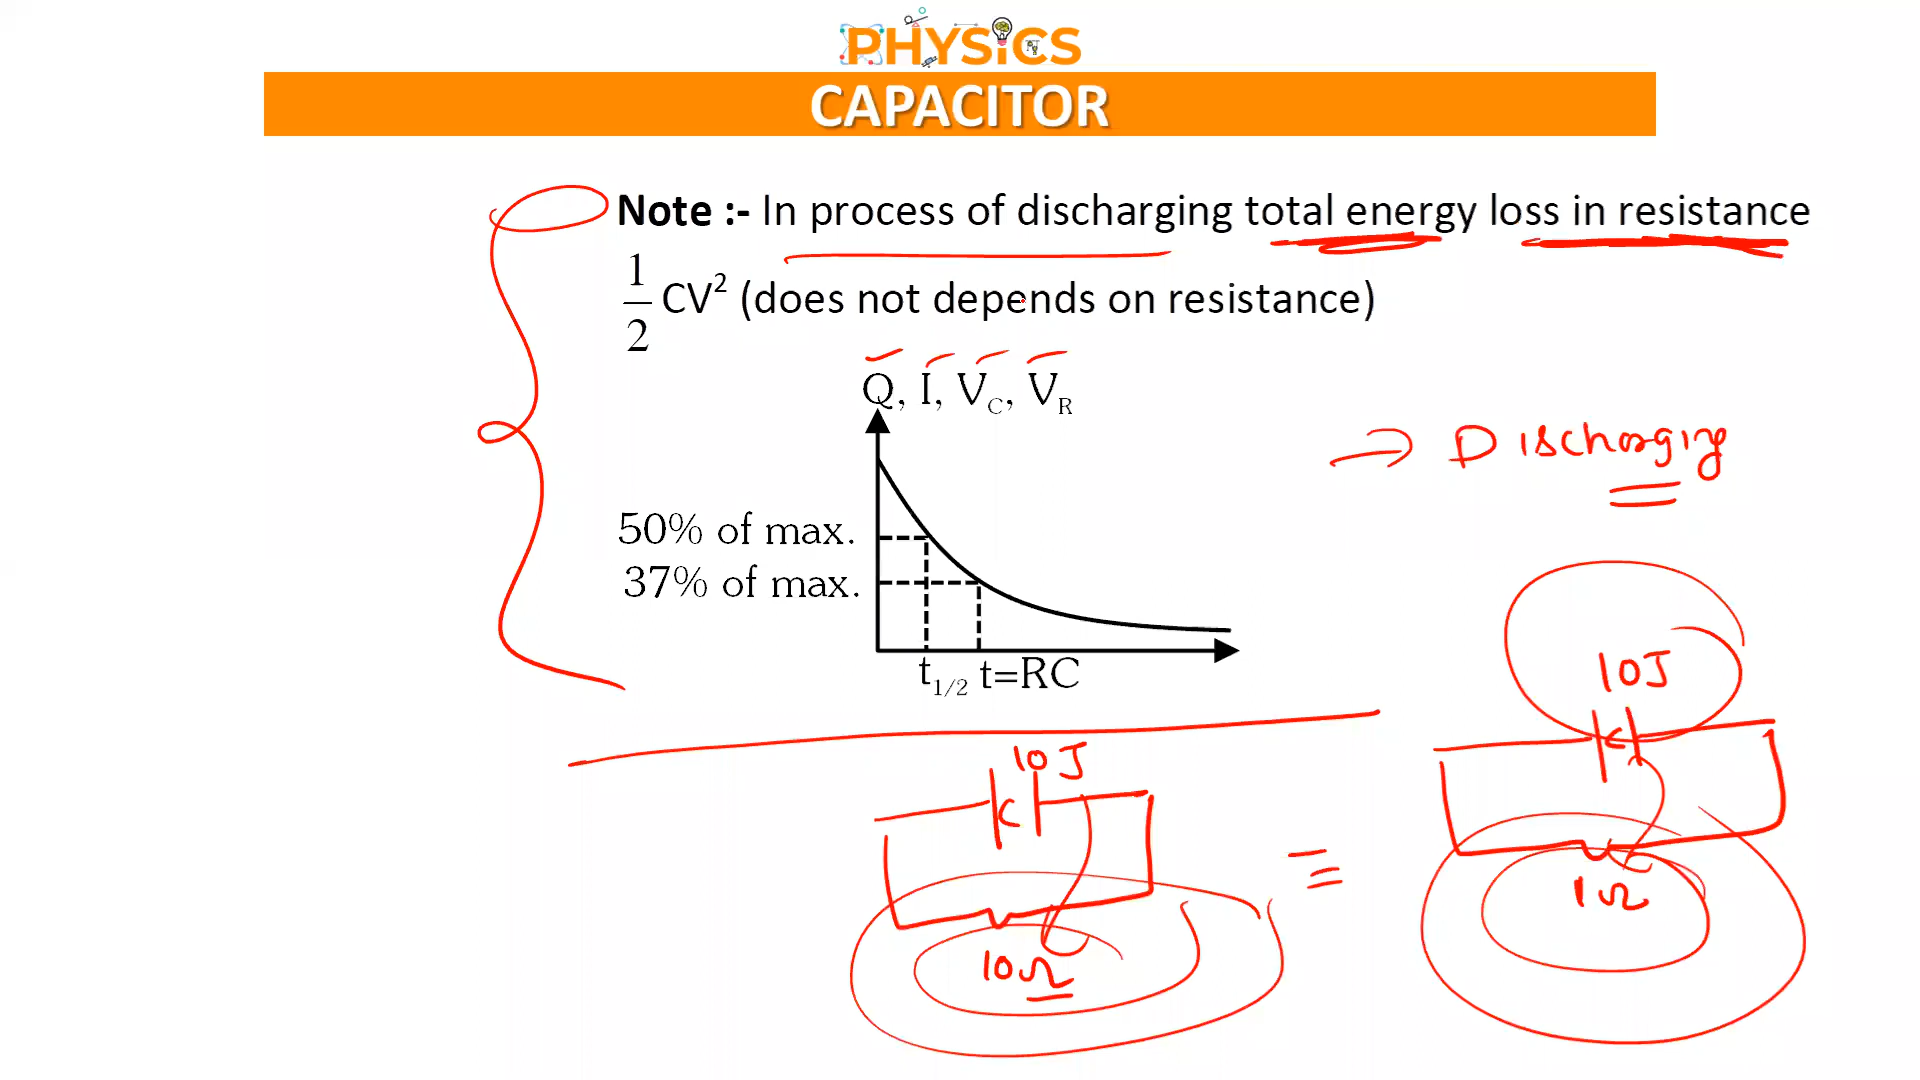 PHYSICS
CAPACITOR
Note :- In process of discharging total energy loss in resistance
1/2 CV² (does not depends on resistance)
Q, I, V_C, V_R
→ Discharging
50% of max.
37% of max.
t_1/2 t=RC
10J
C
1Ω
10J
C
=
10Ω